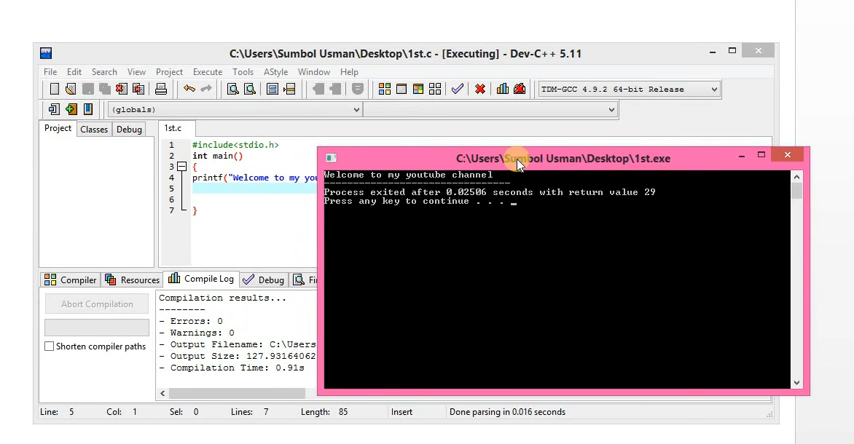 C:\Users\Sumbol Usman\Desktop\1st.c - [Executing] - Dev-C++ 5.11
File Edit Search View Project Execute Tools AStyle Window Help
TDM-GCC 4.9.2 64-bit Release
(globals)
Project Classes Debug
1st.c
1 #include<stdio.h>
2 int main()
3 {
4 printf("Welcome to my you
5
6
7 }
C:\Users\Sumbol Usman\Desktop\1st.exe
Welcome to my youtube channel
--------------------------------
Process exited after 0.02506 seconds with return value 29
Press any key to continue . . . _
Compiler Resources Compile Log Debug Fi
Abort Compilation
Shorten compiler paths
Compilation results...
--------
- Errors: 0
- Warnings: 0
- Output Filename: C:\Users
- Output Size: 127.93164062
- Compilation Time: 0.91s
Line: 5 Col: 1 Sel: 0 Lines: 7 Length: 85 Insert Done parsing in 0.016 seconds